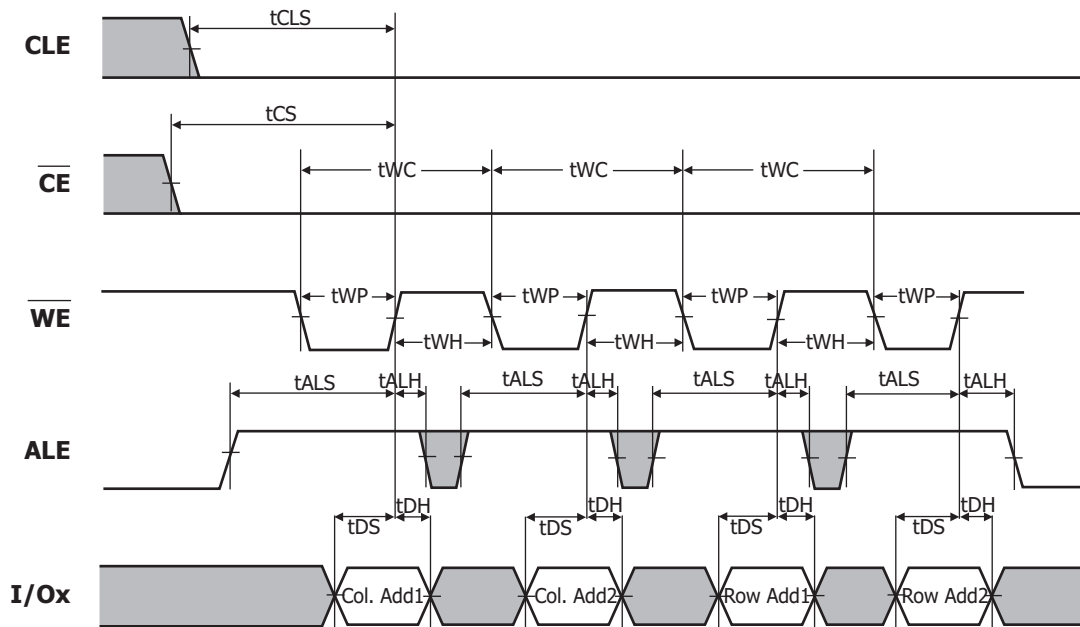 tCLS
CLE
tCS
CE
tWC tWC tWC
WE
tWP tWP tWP tWP
tWH tWH tWH
tALS tALH tALS tALH tALS tALH tALS tALH
ALE
tDS tDH tDS tDH tDS tDH tDS tDH
I/Ox
Col. Add1 Col. Add2 Row Add1 Row Add2